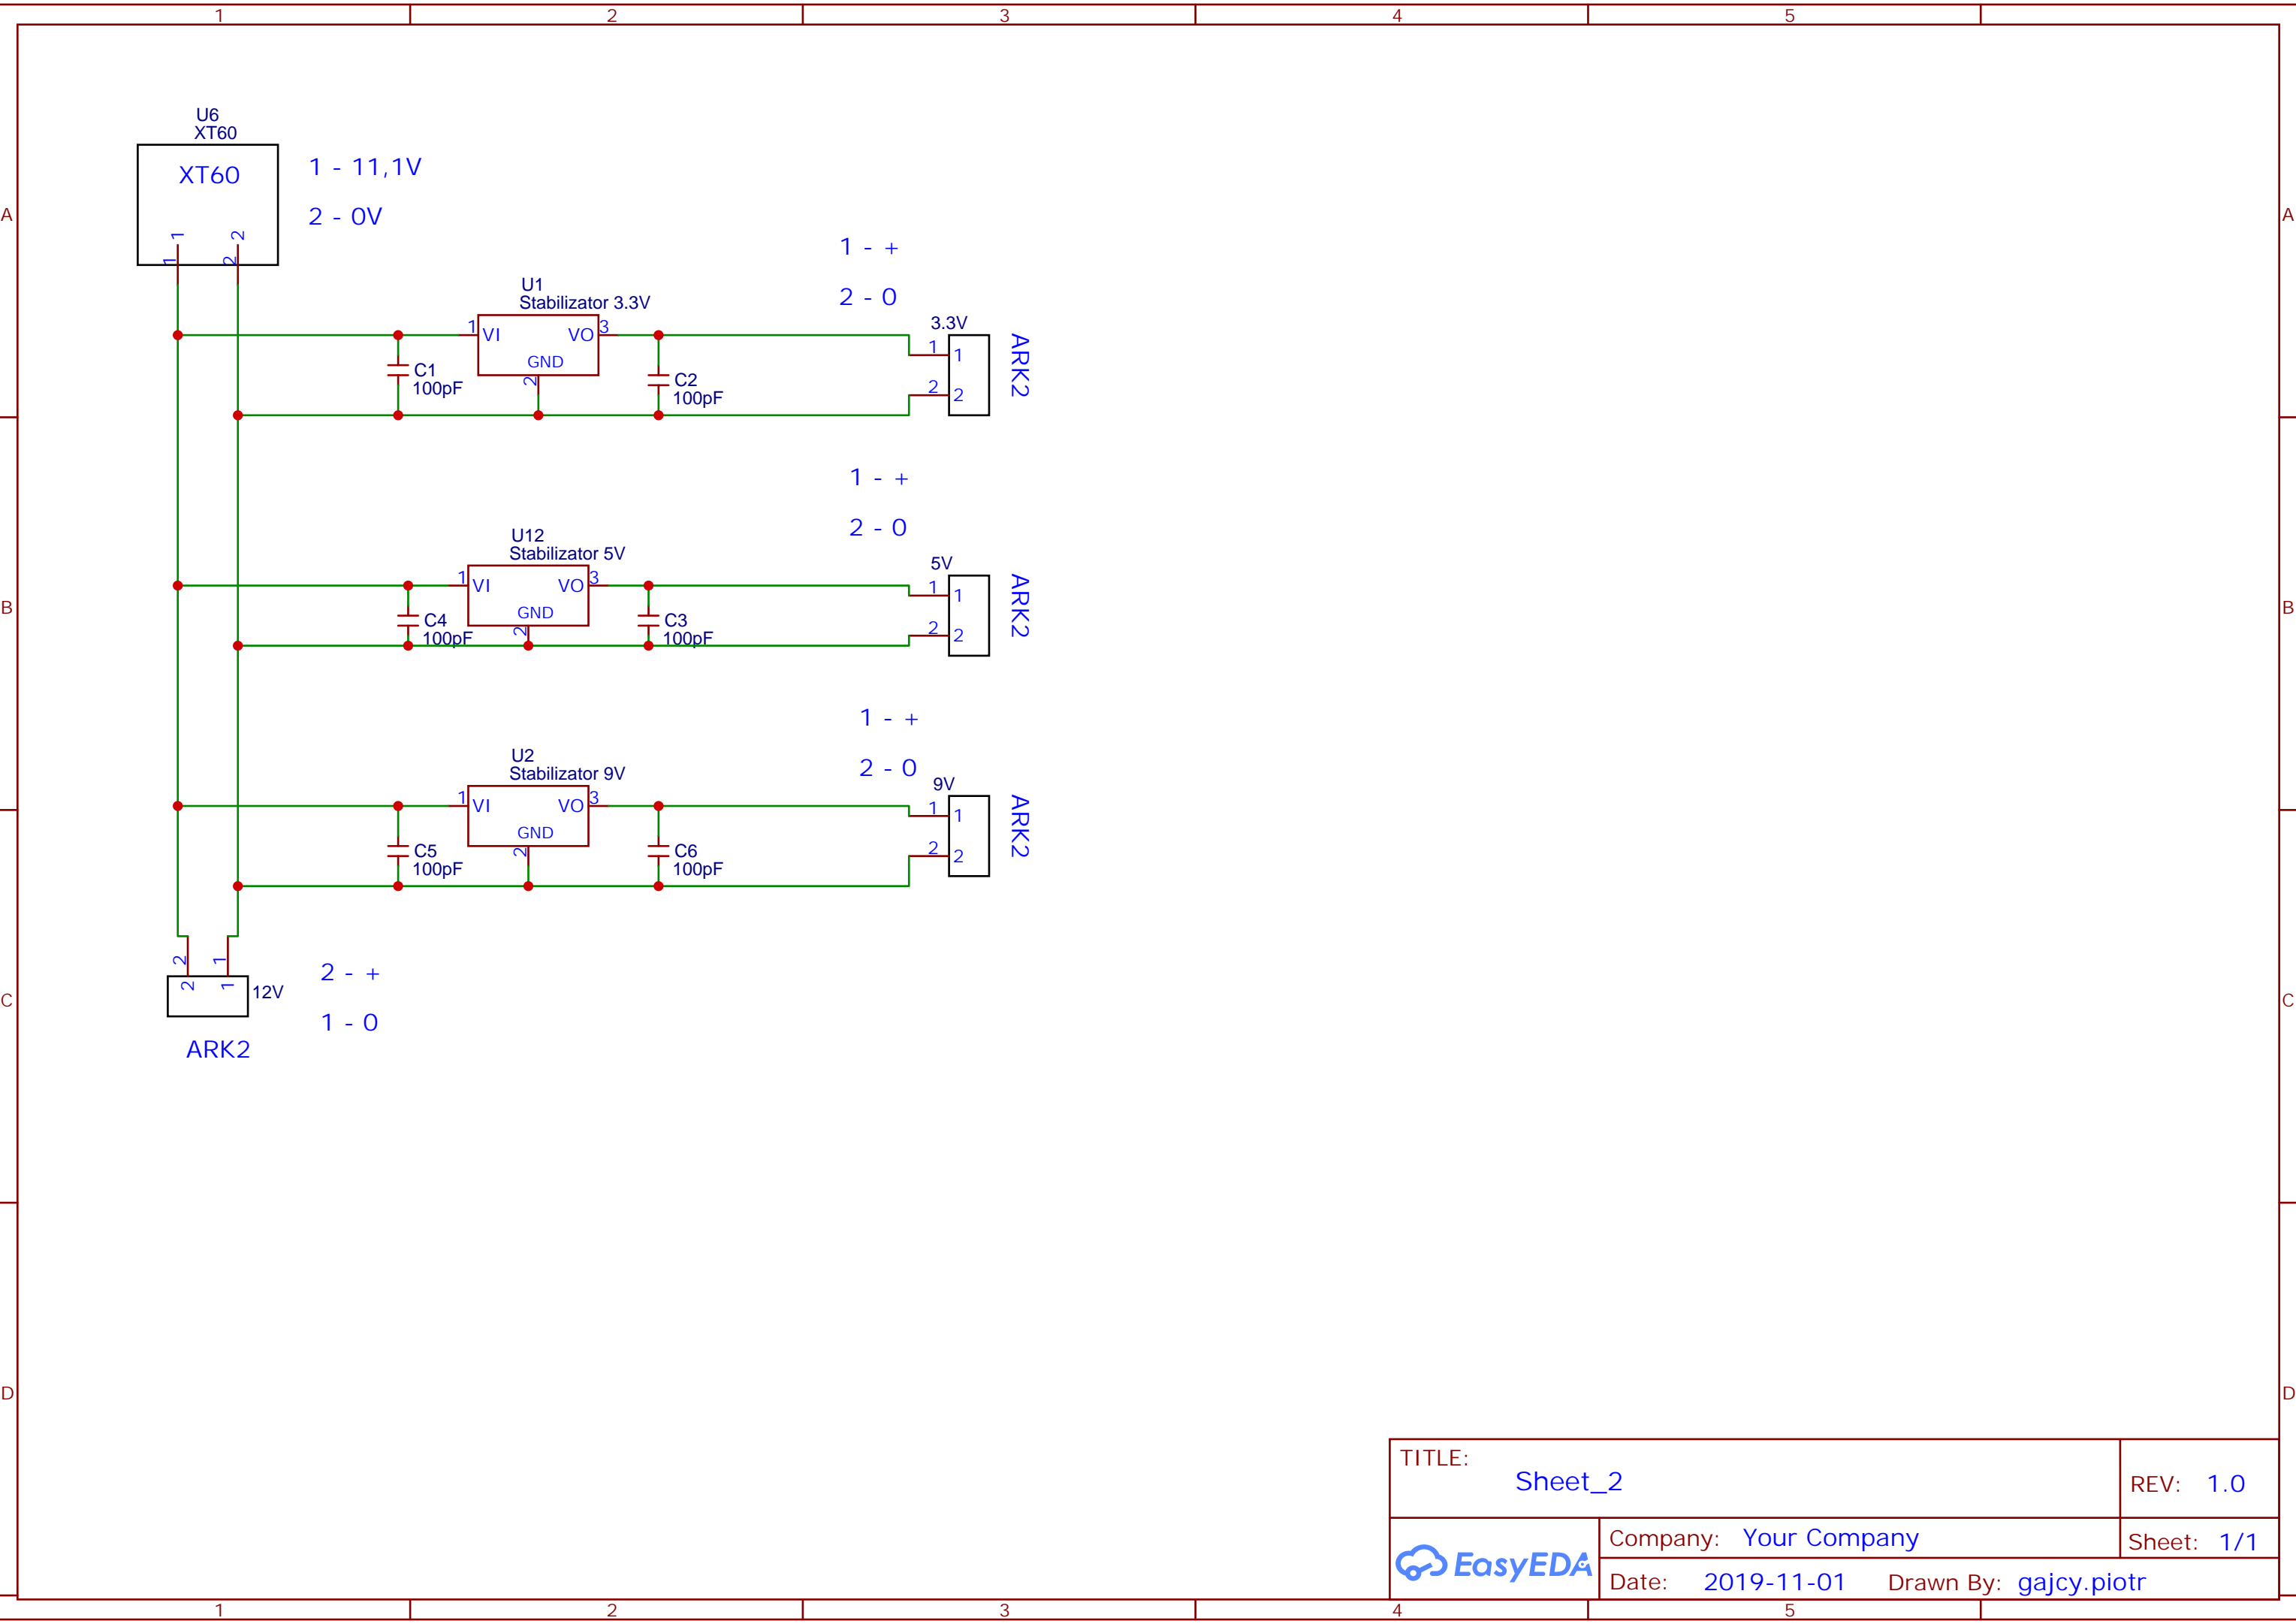 1 2 3 4 5
A A
B B
C C
D D
U6
XT60
XT60
1 - 11,1V
2 - 0V
1 2
1 2
1 - +
2 - 0
U1
Stabilizator 3.3V
1 VI VO 3
GND
2
C1
100pF
C2
100pF
3.3V
1 1
2 2
ARK2
1 - +
2 - 0
U12
Stabilizator 5V
1 VI VO 3
GND
2
C4
100pF
C3
100pF
5V
1 1
2 2
ARK2
1 - +
2 - 0
U2
Stabilizator 9V
1 VI VO 3
GND
2
C5
100pF
C6
100pF
9V
1 1
2 2
ARK2
2 1
2 1
12V
2 - +
1 - 0
ARK2
TITLE:
Sheet_2
REV: 1.0
EasyEDA
Company: Your Company
Sheet: 1/1
Date: 2019-11-01 Drawn By: gajcy.piotr
1 2 3 4 5